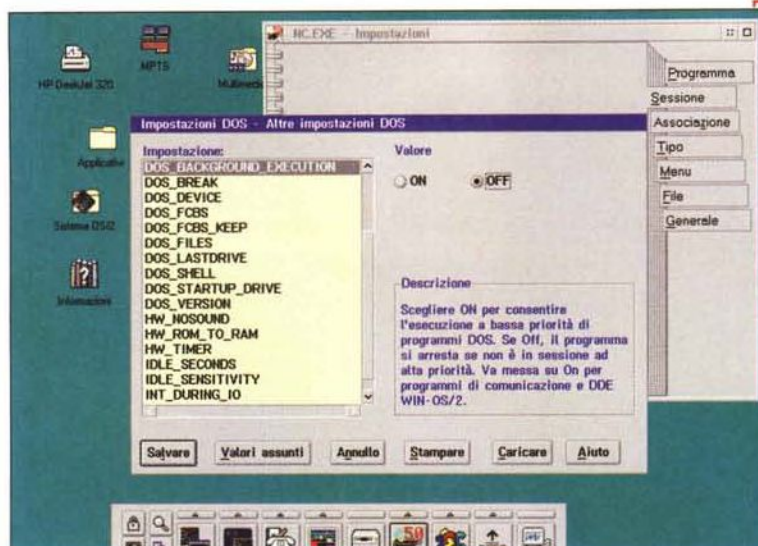 HP DeskJet 320
MPTS
Multimedia
Applicativi
Sistema OS/2
Informazioni
NC.EXE - Impostazioni
Programma
Sessione
Associazione
Tipo
Menu
File
Generale
Impostazioni DOS - Altre impostazioni DOS
Impostazione:
DOS_BACKGROUND_EXECUTION
DOS_BREAK
DOS_DEVICE
DOS_FCBS
DOS_FCBS_KEEP
DOS_FILES
DOS_LASTDRIVE
DOS_SHELL
DOS_STARTUP_DRIVE
DOS_VERSION
HW_NOSOUND
HW_ROM_TO_RAM
HW_TIMER
IDLE_SECONDS
IDLE_SENSITIVITY
INT_DURING_IO
Valore
ON
OFF
Descrizione
Scegliere ON per consentire
l'esecuzione a bassa priorità di
programmi DOS. Se Off, il programma
si arresta se non è in sessione ad
alta priorità. Va messa su On per
programmi di comunicazione e DDE
WIN-OS/2.
Salvare
Valori assunti
Annullo
Stampare
Caricare
Aiuto
50